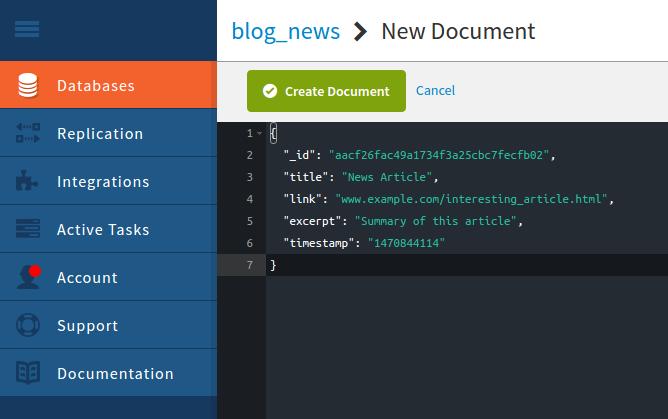 blog_news > New Document
Databases
Replication
Integrations
Active Tasks
Account
Support
Documentation
Create Document Cancel
1 {
2 "_id": "aacf26fac49a1734f3a25cbc7fecfb02",
3 "title": "News Article",
4 "link": "www.example.com/interesting_article.html",
5 "excerpt": "Summary of this article",
6 "timestamp": "1470844114"
7 }